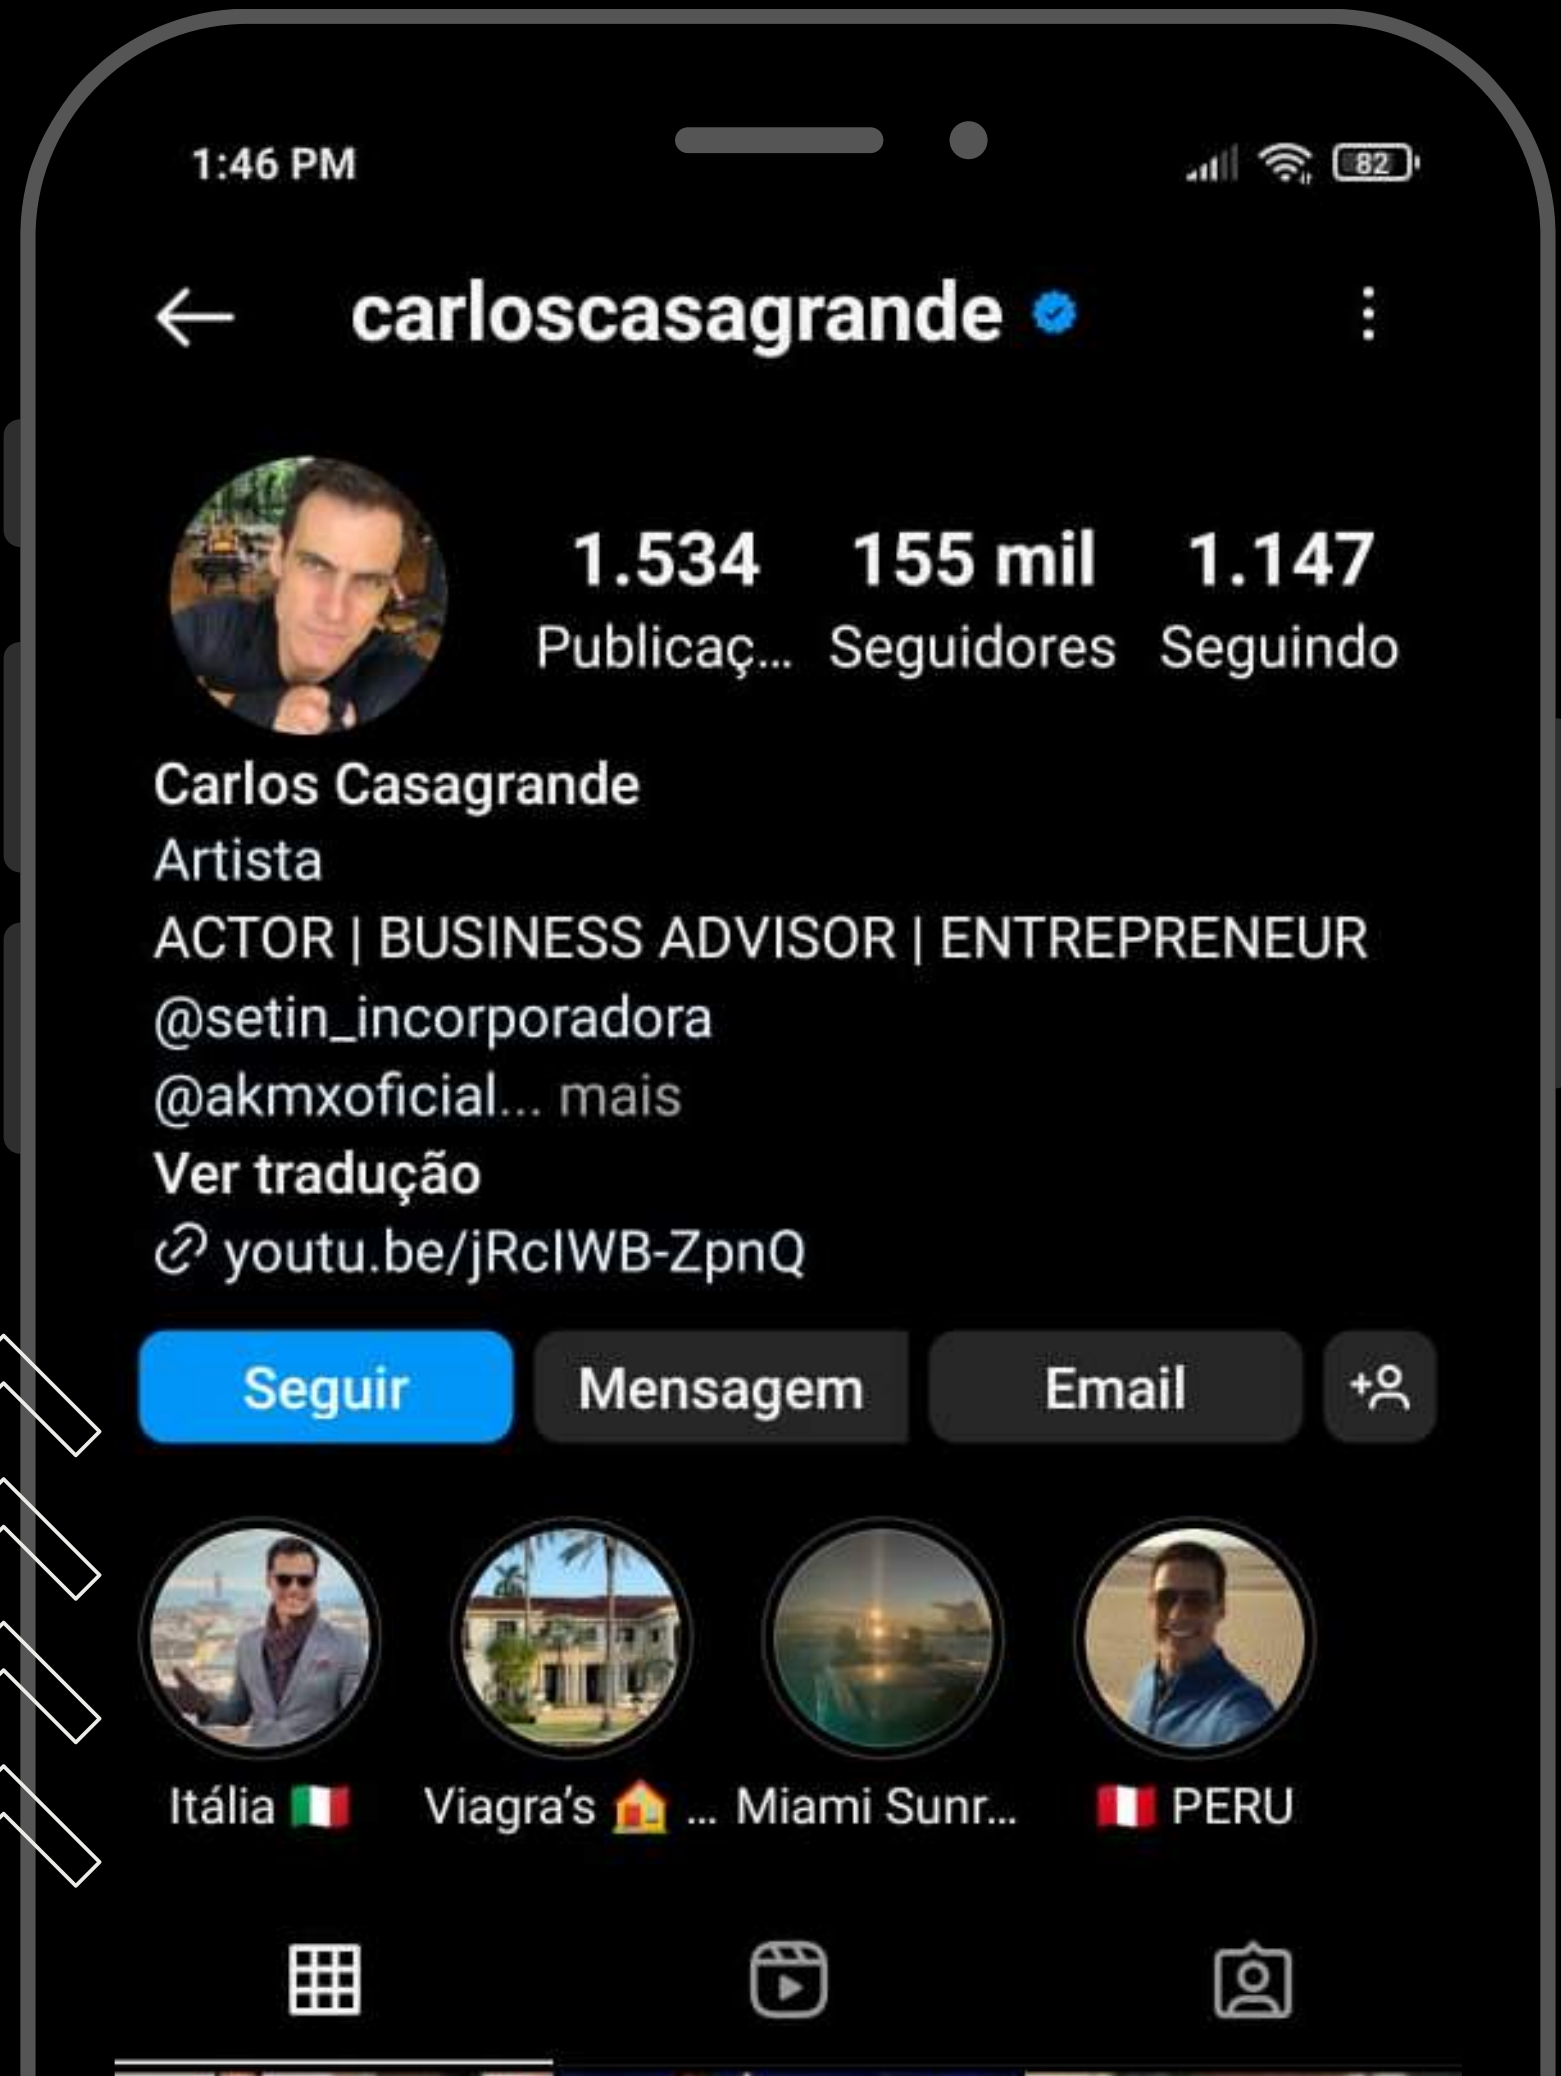 1:46 PM
82
carloscasagrande
1.534 155 mil 1.147
Publicaç... Seguidores Seguindo
Carlos Casagrande
Artista
ACTOR | BUSINESS ADVISOR | ENTREPRENEUR
@setin_incorporadora
@akmxoficial... mais
Ver tradução
youtu.be/jRcIWB-ZpnQ
Seguir Mensagem Email
Itália 🇮🇹 Viagra’s 🏠 ... Miami Sunr... 🇵🇪 PERU